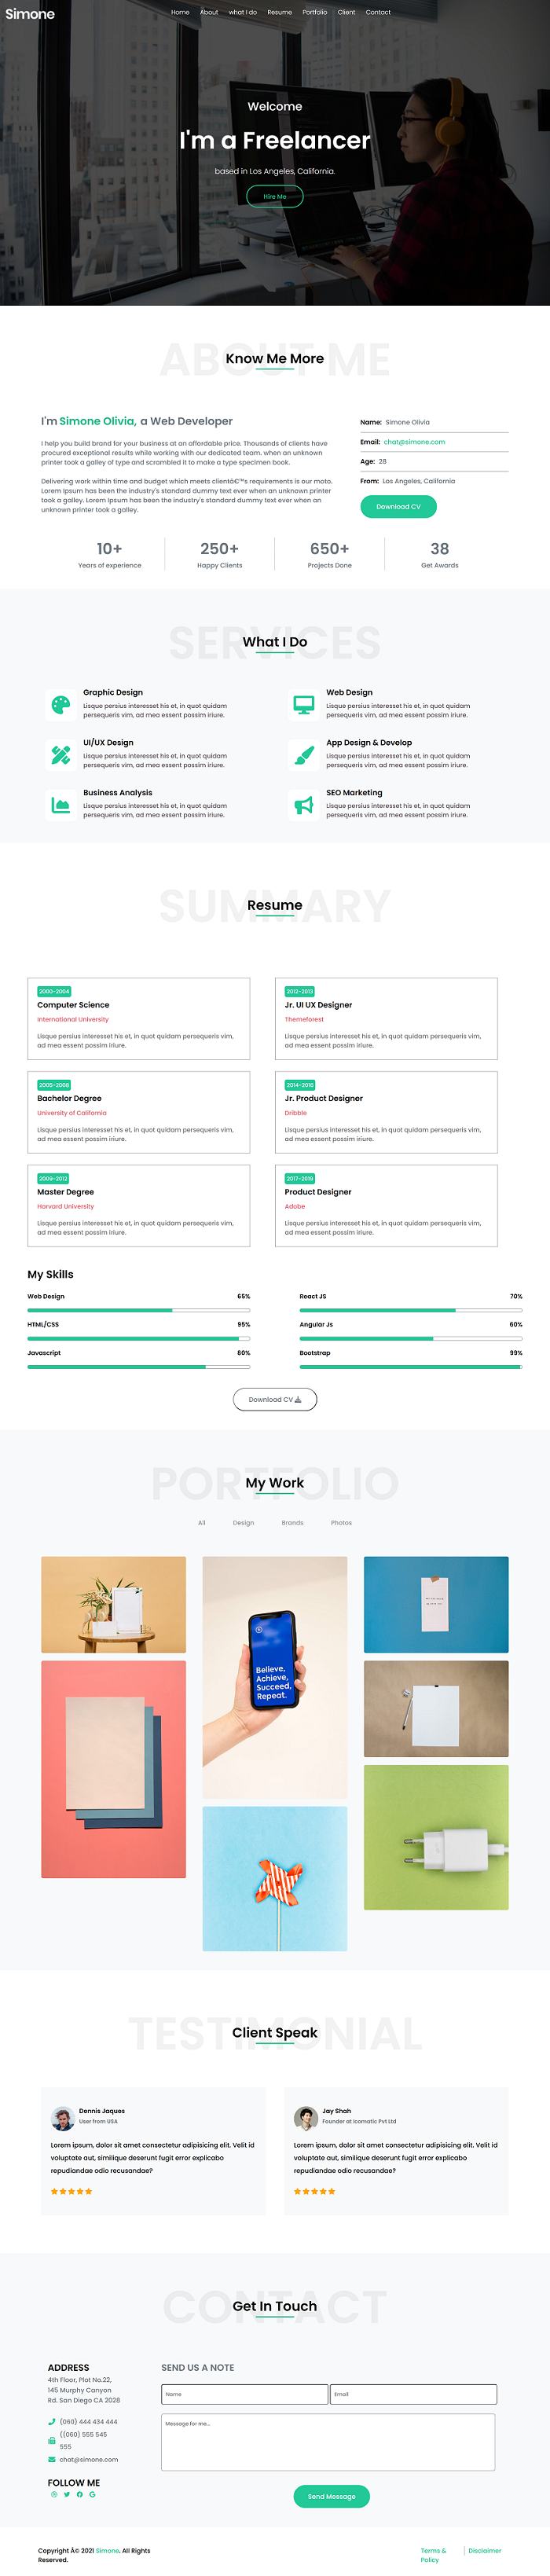 Simone
Home About what I do Resume Portfolio Client Contact
Welcome
I'm a Freelancer
based in Los Angeles, California.
Hire Me
ABOUT ME
Know Me More
I'm Simone Olivia, a Web Developer
I help you build brand for your business at an affordable price. Thousands of clients have
procured exceptional results while working with our dedicated team. when an unknown
printer took a galley of type and scrambled it to make a type specimen book.
Delivering work within time and budget which meets clientâ€™s requirements is our moto.
Lorem Ipsum has been the industry's standard dummy text ever when an unknown printer
took a galley. Lorem Ipsum has been the industry's standard dummy text ever when an
unknown printer took a galley.
Name: Simone Olivia
Email: chat@simone.com
Age: 28
From: Los Angeles, California
Download CV
10+
Years of experience
250+
Happy Clients
650+
Projects Done
38
Get Awards
SERVICES
What I Do
Graphic Design
Lisque persius interesset his et, in quot quidam
persequeris vim, ad mea essent possim iriure.
Web Design
Lisque persius interesset his et, in quot quidam
persequeris vim, ad mea essent possim iriure.
UI/UX Design
Lisque persius interesset his et, in quot quidam
persequeris vim, ad mea essent possim iriure.
App Design & Develop
Lisque persius interesset his et, in quot quidam
persequeris vim, ad mea essent possim iriure.
Business Analysis
Lisque persius interesset his et, in quot quidam
persequeris vim, ad mea essent possim iriure.
SEO Marketing
Lisque persius interesset his et, in quot quidam
persequeris vim, ad mea essent possim iriure.
SUMMARY
Resume
2000-2004
Computer Science
International University
Lisque persius interesset his et, in quot quidam persequeris vim,
ad mea essent possim iriure.
2012-2013
Jr. UI UX Designer
Themeforest
Lisque persius interesset his et, in quot quidam persequeris vim,
ad mea essent possim iriure.
2005-2008
Bachelor Degree
University of California
Lisque persius interesset his et, in quot quidam persequeris vim,
ad mea essent possim iriure.
2014-2016
Jr. Product Designer
Dribble
Lisque persius interesset his et, in quot quidam persequeris vim,
ad mea essent possim iriure.
2009-2012
Master Degree
Harvard University
Lisque persius interesset his et, in quot quidam persequeris vim,
ad mea essent possim iriure.
2017-2019
Product Designer
Adobe
Lisque persius interesset his et, in quot quidam persequeris vim,
ad mea essent possim iriure.
My Skills
Web Design 65%
React JS 70%
HTML/CSS 95%
Angular Js 60%
Javascript 80%
Bootstrap 99%
Download CV
PORTFOLIO
My Work
All Design Brands Photos
Believe,
Achieve,
Succeed,
Repeat.
TESTIMONIAL
Client Speak
Dennis Jaques
User from USA
Lorem ipsum, dolor sit amet consectetur adipisicing elit. Velit id
voluptate aut, similique deserunt fugit error explicabo
repudiandae odio recusandae?
Jay Shah
Founder at Icomatic Pvt Ltd
Lorem ipsum, dolor sit amet consectetur adipisicing elit. Velit id
voluptate aut, similique deserunt fugit error explicabo
repudiandae odio recusandae?
CONTACT
Get In Touch
ADDRESS
4th Floor, Plot No.22,
145 Murphy Canyon
Rd. San Diego CA 2028
(060) 444 434 444
((060) 555 545
555
chat@simone.com
FOLLOW ME
SEND US A NOTE
Name
Email
Message for me...
Send Message
Copyright Â© 2021 Simone. All Rights
Reserved.
Terms &
Policy
Disclaimer